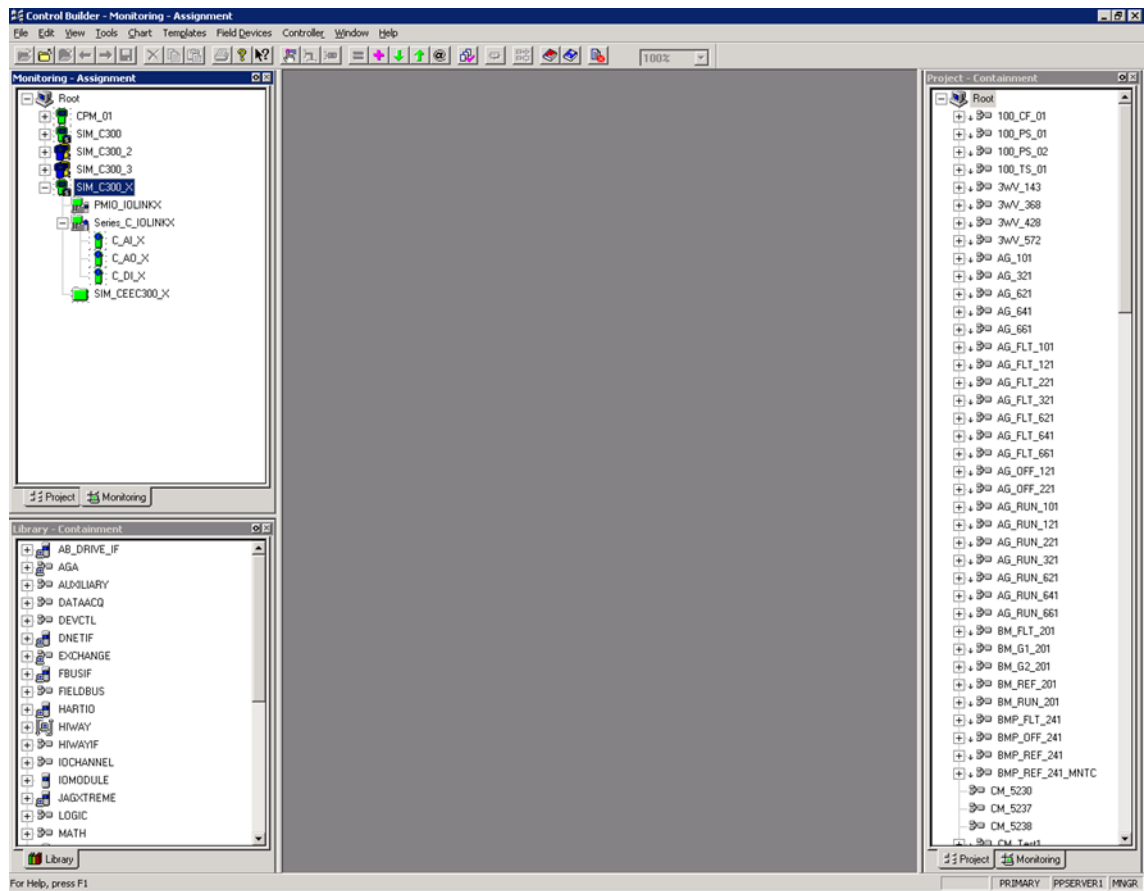 Control Builder - Monitoring - Assignment
File Edit View Tools Chart Templates Field Devices Controller Window Help
100%
Monitoring - Assignment
Root
CPM_01
SIM_C300
SIM_C300_2
SIM_C300_3
SIM_C300_X
PMIO_IOLINKX
Series_C_IOLINKX
C_AI_X
C_AO_X
C_DI_X
SIM_CEEC300_X
Project Monitoring
Library - Containment
AB_DRIVE_IF
AGA
AUXILIARY
DATAACQ
DEVCTL
DNETIF
EXCHANGE
FBUSIF
FIELDBUS
HARTIO
HIWAY
HIWAYIF
IOCHANNEL
IOMODULE
JAGXTREME
LOGIC
MATH
Library
Project - Containment
Root
100_CF_01
100_PS_01
100_PS_02
100_TS_01
3WV_143
3WV_368
3WV_428
3WV_572
AG_101
AG_321
AG_621
AG_641
AG_661
AG_FLT_101
AG_FLT_121
AG_FLT_221
AG_FLT_321
AG_FLT_621
AG_FLT_641
AG_FLT_661
AG_OFF_121
AG_OFF_221
AG_RUN_101
AG_RUN_121
AG_RUN_221
AG_RUN_321
AG_RUN_621
AG_RUN_641
AG_RUN_661
BM_FLT_201
BM_G1_201
BM_G2_201
BM_REF_201
BM_RUN_201
BMP_FLT_241
BMP_OFF_241
BMP_REF_241
BMP_REF_241_MNTC
CM_5230
CM_5237
CM_5238
CM_Test1
Project Monitoring
For Help, press F1
PRIMARY PPSERVER1 MNGR